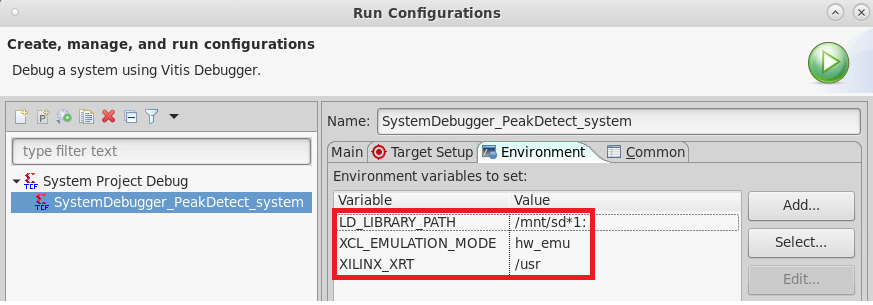 Run Configurations
Create, manage, and run configurations
Debug a system using Vitis Debugger.
Name: SystemDebugger_PeakDetect_system
type filter text
Main Target Setup Environment Common
System Project Debug
Environment variables to set:
TCF SystemDebugger_PeakDetect_system
Variable Value
Add...
LD_LIBRARY_PATH /mnt/sd*1:
XCL_EMULATION_MODE hw_emu
Select...
XILINX_XRT /usr
Edit...